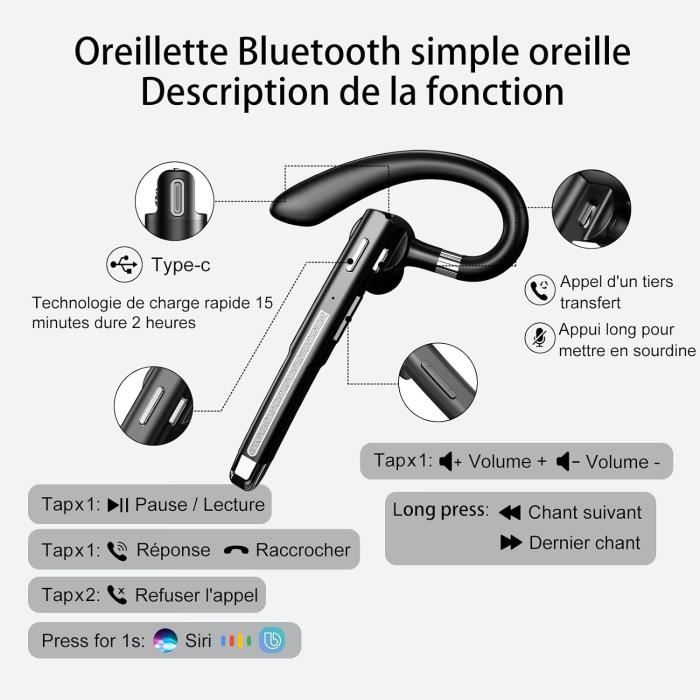 Oreillette Bluetooth simple oreille
Description de la fonction
Type-c
Technologie de charge rapide 15
minutes dure 2 heures
Appel d'un tiers
transfert
Appui long pour
mettre en sourdine
Tapx1: Volume + Volume -
Long press: Chant suivant
Dernier chant
Tapx1: Pause / Lecture
Tapx1: Réponse Raccrocher
Tapx2: Refuser l'appel
Press for 1s: Siri